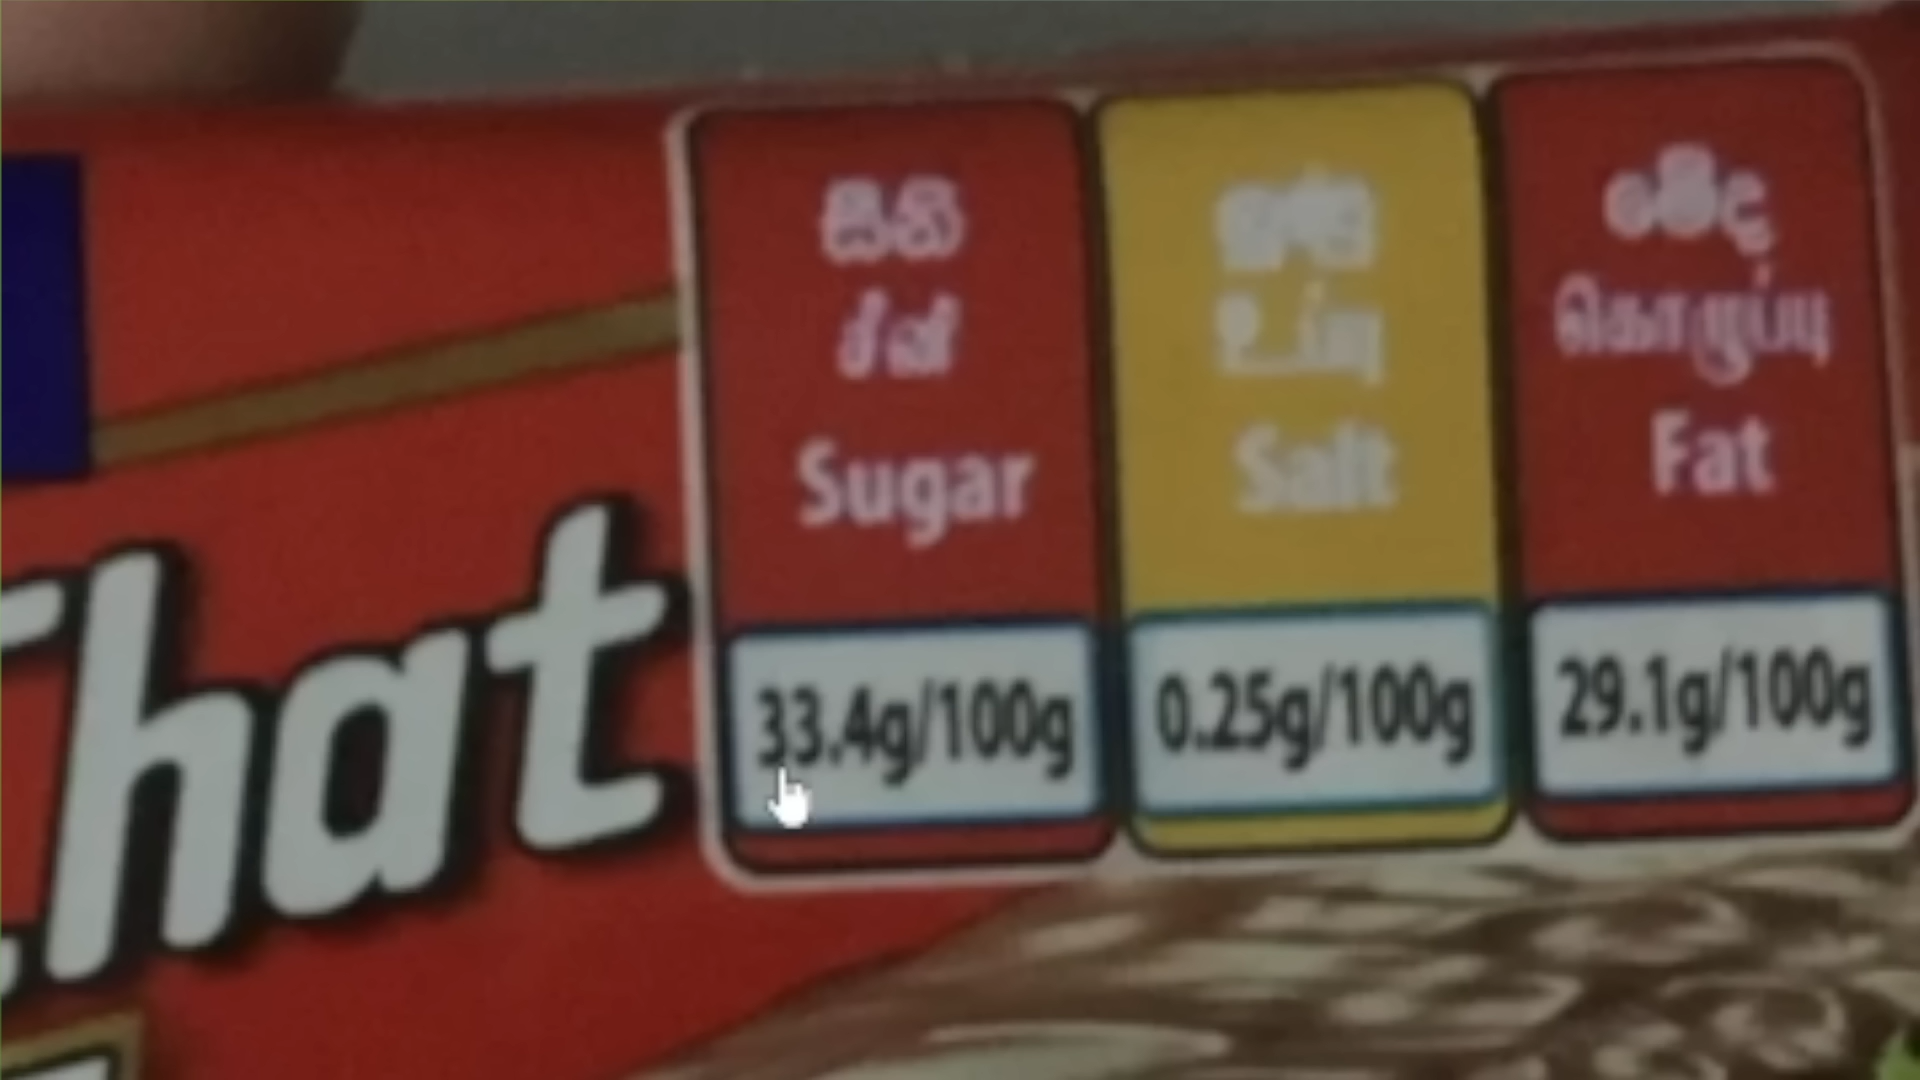 සීනි
சீனி
Sugar
33.4g/100g
ලුණු
உப்பு
Salt
0.25g/100g
මේද
கொழுப்பு
Fat
29.1g/100g
hat